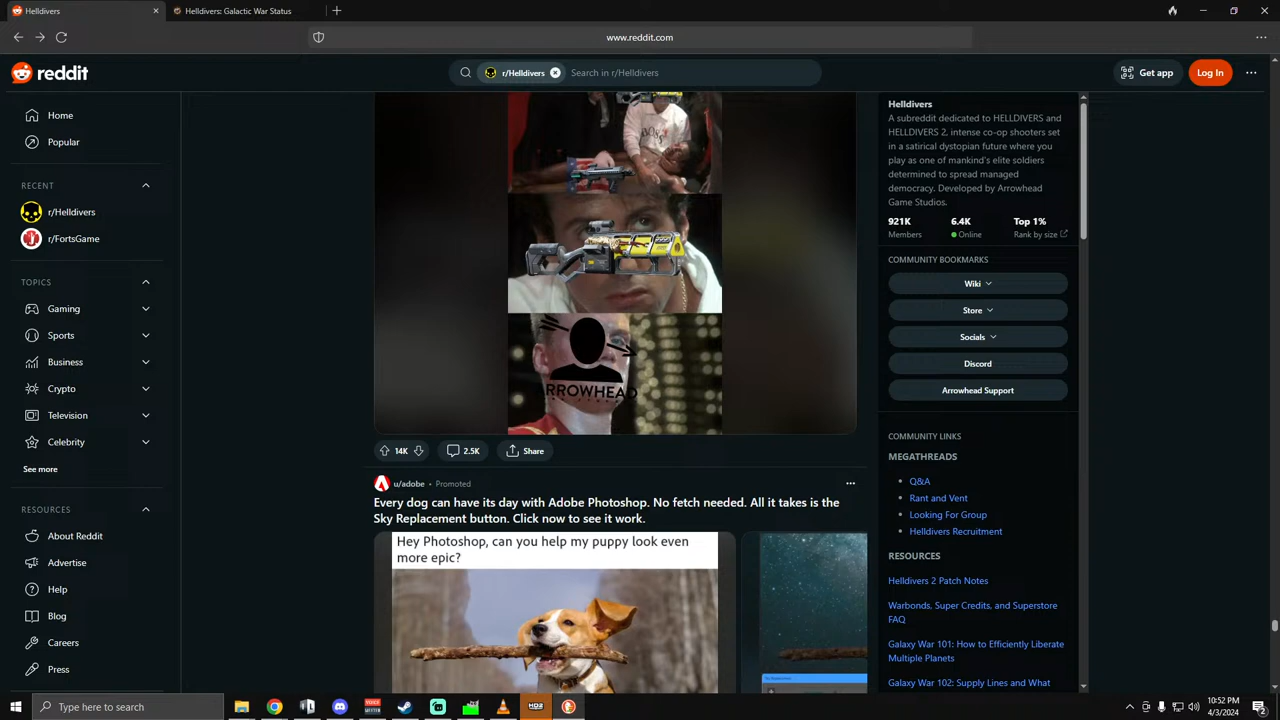 Helldivers
Helldivers: Galactic War Status
www.reddit.com
reddit
r/Helldivers
Search in r/Helldivers
Get app
Log In
Home
Popular
RECENT
r/Helldivers
r/FortsGame
TOPICS
Gaming
Sports
Business
Crypto
Television
Celebrity
See more
RESOURCES
About Reddit
Advertise
Help
Blog
Careers
Press
BOSS
ARROWHEAD
14K
2.5K
Share
u/adobe • Promoted
Every dog can have its day with Adobe Photoshop. No fetch needed. All it takes is the
Sky Replacement button. Click now to see it work.
Hey Photoshop, can you help my puppy look even
more epic?
Helldivers
A subreddit dedicated to HELLDIVERS and
HELLDIVERS 2, intense co-op shooters set
in a satirical dystopian future where you
play as one of mankind's elite soldiers
determined to spread managed
democracy. Developed by Arrowhead
Game Studios.
921K 6.4K Top 1%
Members Online Rank by size
COMMUNITY BOOKMARKS
Wiki
Store
Socials
Discord
Arrowhead Support
COMMUNITY LINKS
MEGATHREADS
Q&A
Rant and Vent
Looking For Group
Helldivers Recruitment
RESOURCES
Helldivers 2 Patch Notes
Warbonds, Super Credits, and Superstore
FAQ
Galaxy War 101: How to Efficiently Liberate
Multiple Planets
Galaxy War 102: Supply Lines and What
Type here to search
HD2
10:52 PM
4/3/2024
2